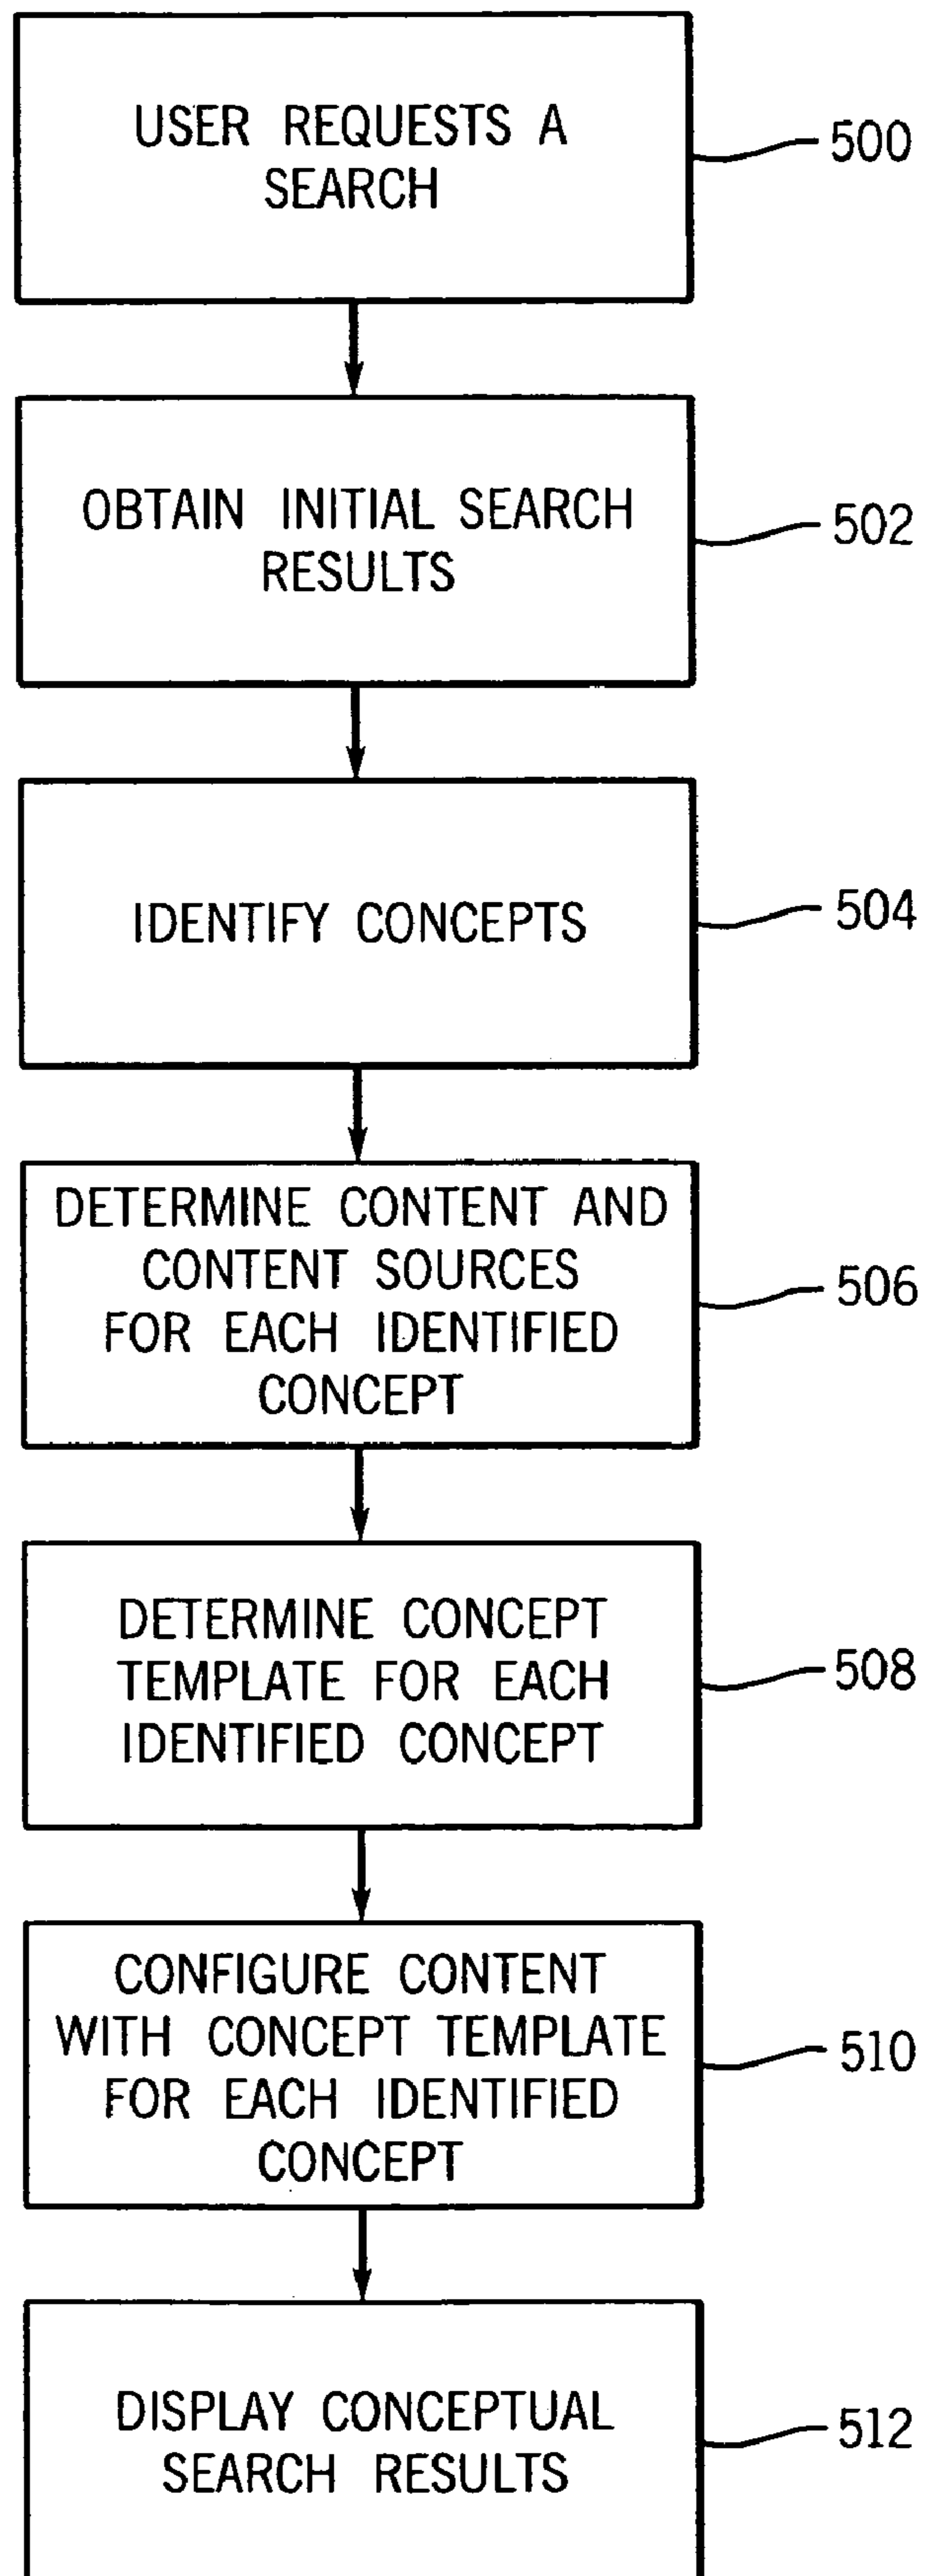 USER REQUESTS A
SEARCH
500
OBTAIN INITIAL SEARCH
RESULTS
502
IDENTIFY CONCEPTS
504
DETERMINE CONTENT AND
CONTENT SOURCES
FOR EACH IDENTIFIED
CONCEPT
506
DETERMINE CONCEPT
TEMPLATE FOR EACH
IDENTIFIED CONCEPT
508
CONFIGURE CONTENT
WITH CONCEPT TEMPLATE
FOR EACH IDENTIFIED
CONCEPT
510
DISPLAY CONCEPTUAL
SEARCH RESULTS
512